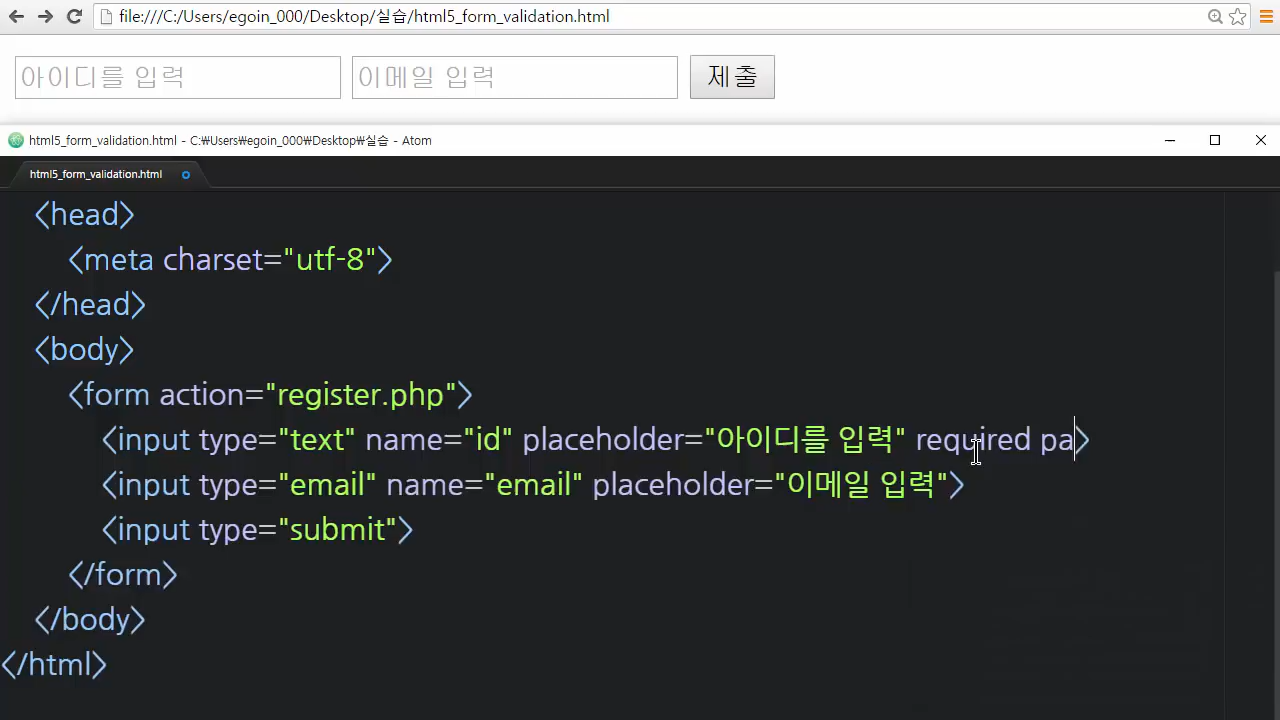 file:///C:/Users/egoin_000/Desktop/실습/html5_form_validation.html
아이디를 입력 이메일 입력 제출
html5_form_validation.html - C:₩Users₩egoin_000₩Desktop₩실습 - Atom
html5_form_validation.html
<head>
<meta charset="utf-8">
</head>
<body>
<form action="register.php">
<input type="text" name="id" placeholder="아이디를 입력" required pa>
<input type="email" name="email" placeholder="이메일 입력">
<input type="submit">
</form>
</body>
</html>